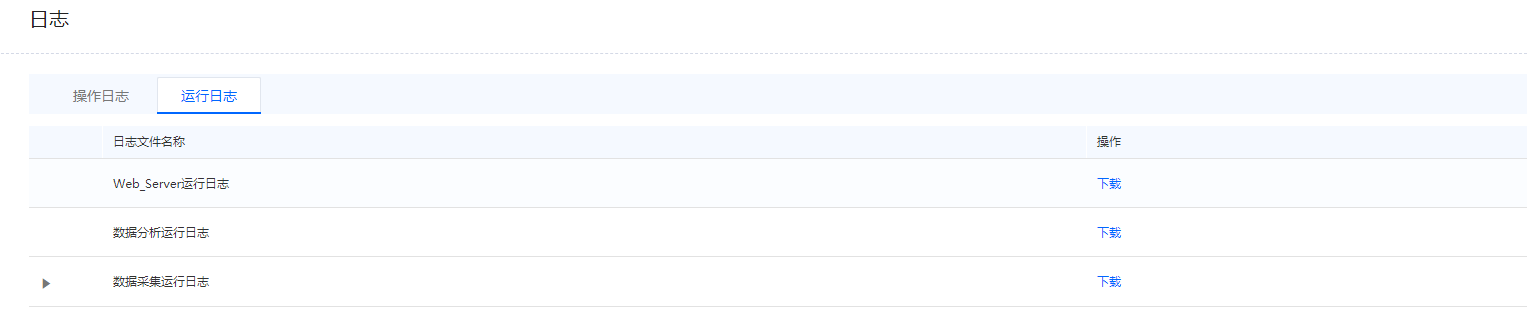 日志
操作日志 运行日志
日志文件名称 操作
Web_Server运行日志 下载
数据分析运行日志 下载
数据采集运行日志 下载